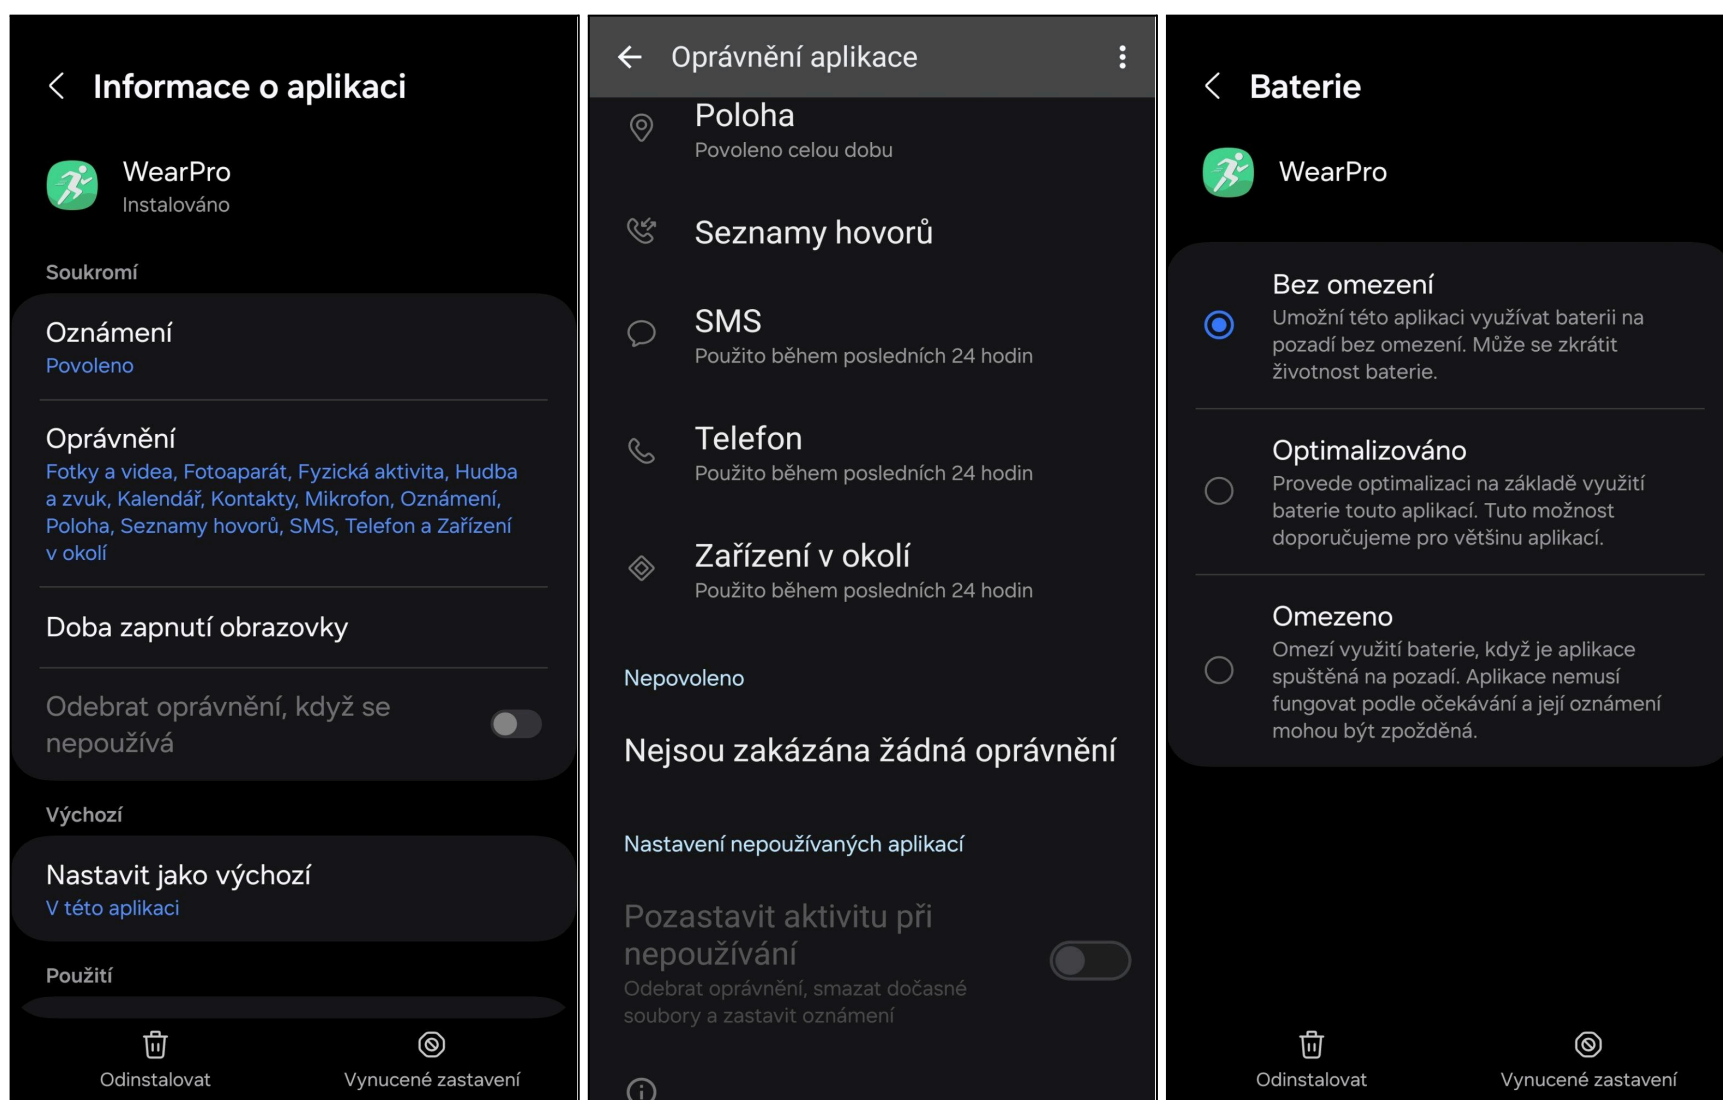 Informace o aplikaci
WearPro
Instalováno
Soukromí
Oznámení
Povoleno
Oprávnění
Fotky a videa, Fotoaparát, Fyzická aktivita, Hudba
a zvuk, Kalendář, Kontakty, Mikrofon, Oznámení,
Poloha, Seznamy hovorů, SMS, Telefon a Zařízení
v okolí
Doba zapnutí obrazovky
Odebrat oprávnění, když se
nepoužívá
Výchozí
Nastavit jako výchozí
V této aplikaci
Použití
Odinstalovat
Vynucené zastavení
Oprávnění aplikace
Poloha
Povoleno celou dobu
Seznamy hovorů
SMS
Použito během posledních 24 hodin
Telefon
Použito během posledních 24 hodin
Zařízení v okolí
Použito během posledních 24 hodin
Nepovoleno
Nejsou zakázána žádná oprávnění
Nastavení nepoužívaných aplikací
Pozastavit aktivitu při
nepoužívání
Odebrat oprávnění, smazat dočasné
soubory a zastavit oznámení
Baterie
WearPro
Bez omezení
Umožní této aplikaci využívat baterii na
pozadí bez omezení. Může se zkrátit
životnost baterie.
Optimalizováno
Provede optimalizaci na základě využití
baterie touto aplikací. Tuto možnost
doporučujeme pro většinu aplikací.
Omezeno
Omezí využití baterie, když je aplikace
spuštěná na pozadí. Aplikace nemusí
fungovat podle očekávání a její oznámení
mohou být zpožděná.
Odinstalovat
Vynucené zastavení